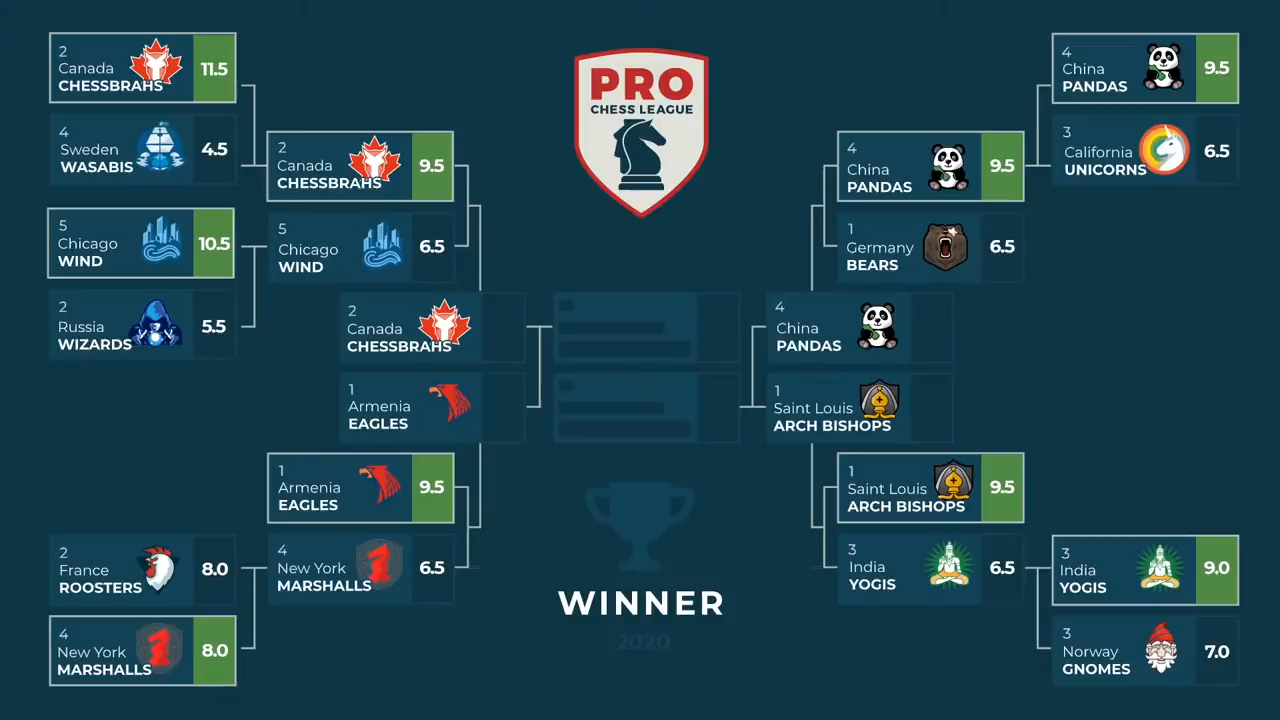 2
Canada
CHESSBRAHS
11.5
4
Sweden
WASABIS
4.5
5
Chicago
WIND
10.5
2
Russia
WIZARDS
5.5
2
Canada
CHESSBRAHS
9.5
5
Chicago
WIND
6.5
2
Canada
CHESSBRAHS
1
Armenia
EAGLES
1
Armenia
EAGLES
9.5
4
New York
MARSHALLS
6.5
2
France
ROOSTERS
8.0
4
New York
MARSHALLS
8.0
PRO
CHESS LEAGUE
WINNER
2020
4
China
PANDAS
9.5
3
California
UNICORNS
6.5
4
China
PANDAS
9.5
1
Germany
BEARS
6.5
4
China
PANDAS
1
Saint Louis
ARCH BISHOPS
1
Saint Louis
ARCH BISHOPS
9.5
3
India
YOGIS
6.5
3
India
YOGIS
9.0
3
Norway
GNOMES
7.0